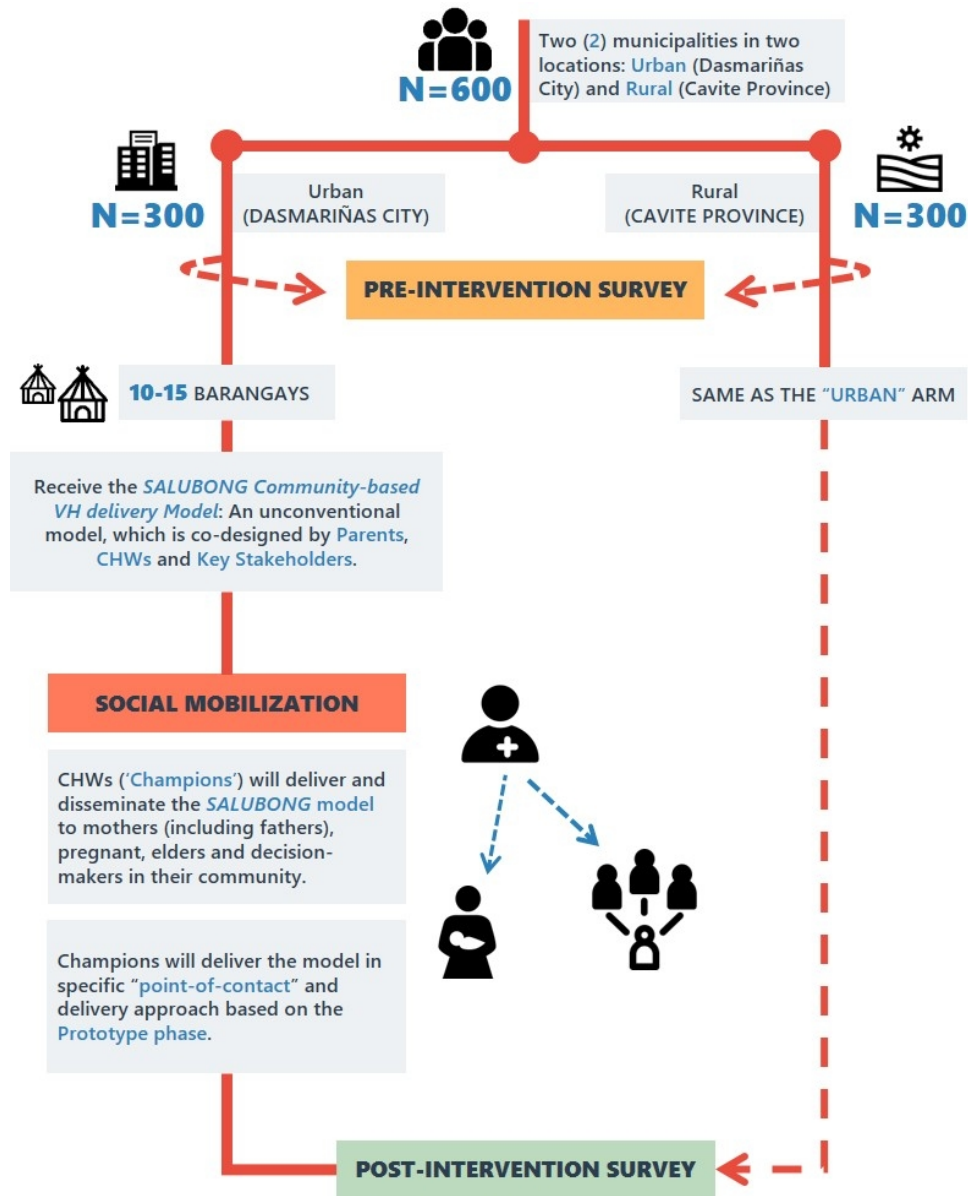 N=600
Two (2) municipalities in two
locations: Urban (Dasmariñas
City) and Rural (Cavite Province)
N=300
Urban
(DASMARIÑAS CITY)
Rural
(CAVITE PROVINCE)
N=300
PRE-INTERVENTION SURVEY
10-15 BARANGAYS
SAME AS THE "URBAN" ARM
Receive the SALUBONG Community-based
VH delivery Model: An unconventional
model, which is co-designed by Parents,
CHWs and Key Stakeholders.
SOCIAL MOBILIZATION
CHWs ('Champions') will deliver and
disseminate the SALUBONG model
to mothers (including fathers),
pregnant, elders and decision-
makers in their community.
Champions will deliver the model in
specific "point-of-contact" and
delivery approach based on the
Prototype phase.
POST-INTERVENTION SURVEY